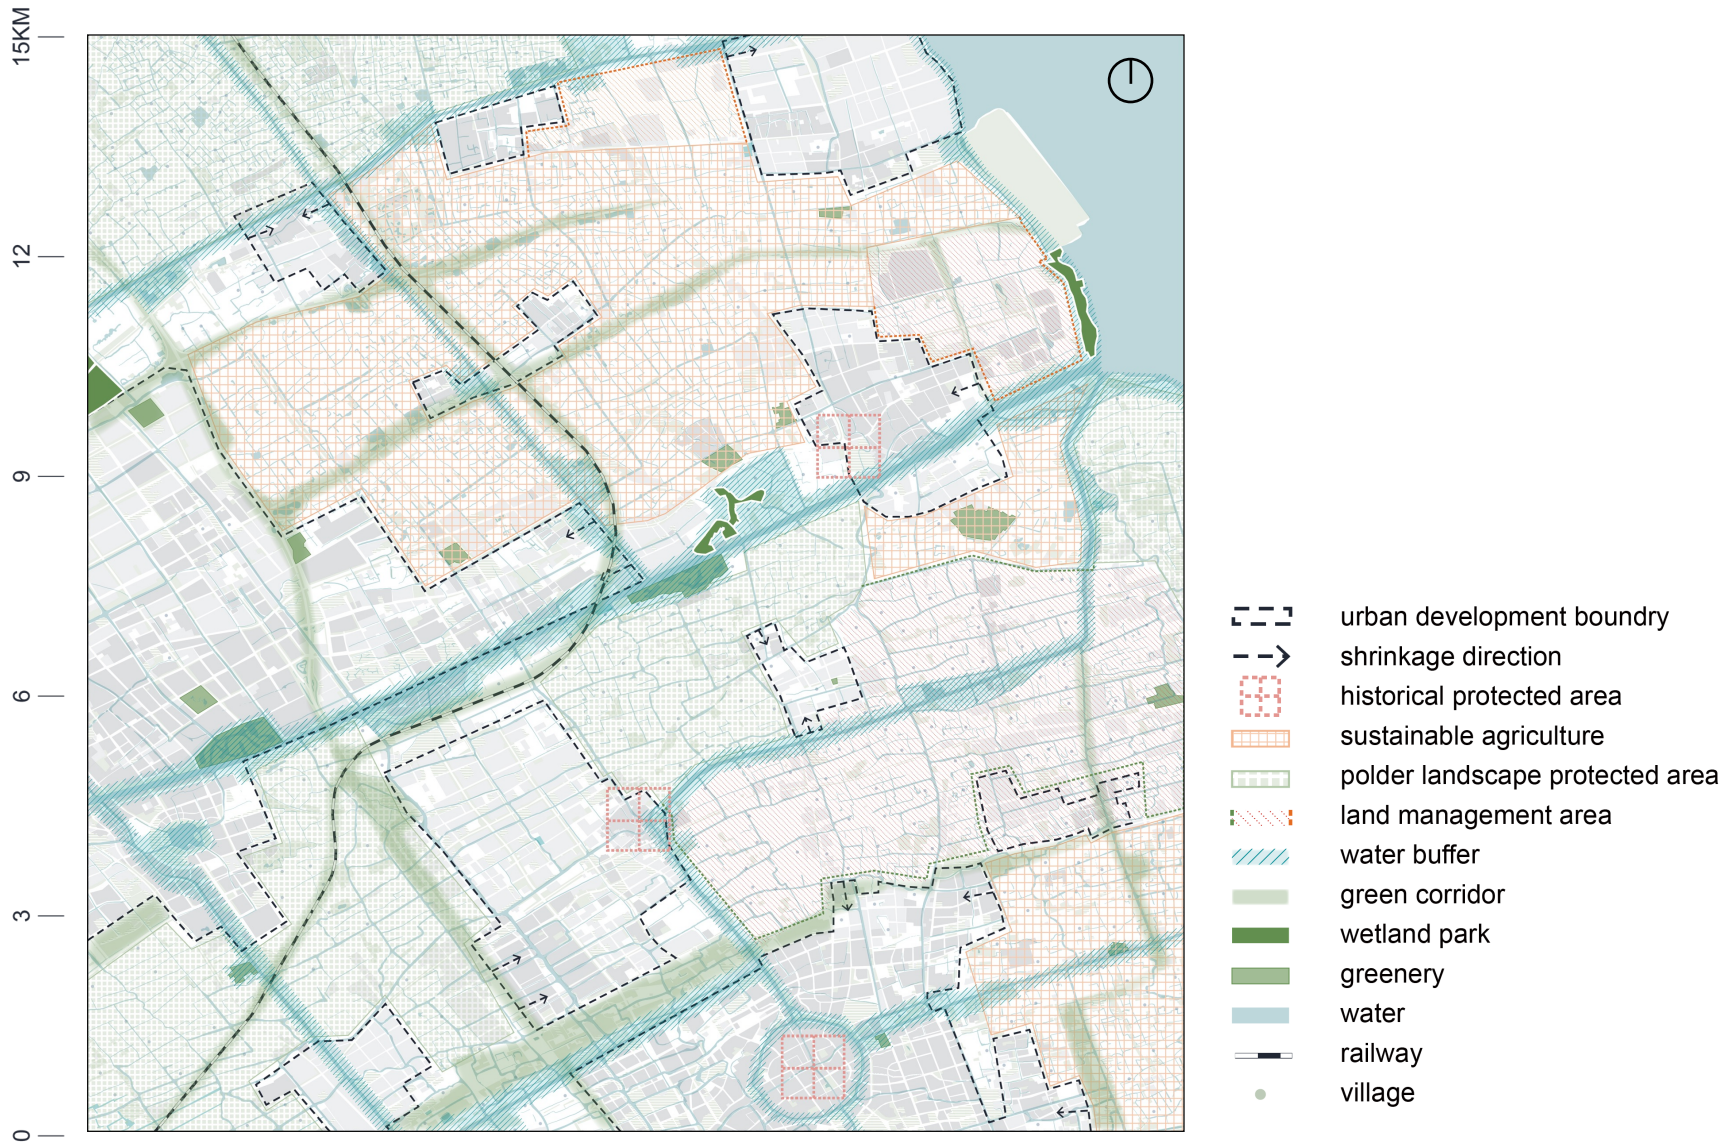 15KM
12
9
6
3
0
urban development boundry
shrinkage direction
historical protected area
sustainable agriculture
polder landscape protected area
land management area
water buffer
green corridor
wetland park
greenery
water
railway
village